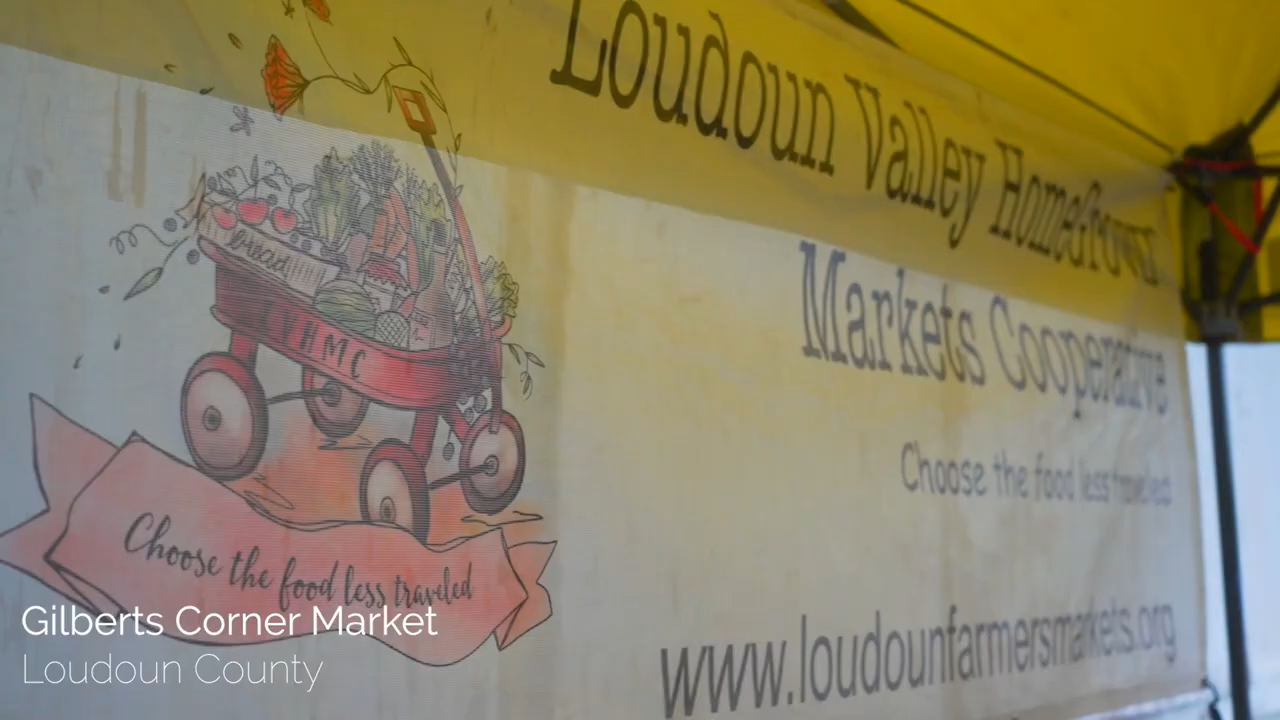 Loudoun Valley HomeGrown
Markets Cooperative
Choose the food less traveled
www.loudounfarmersmarkets.org
bread
LVHMC
Choose the food less traveled
Gilberts Corner Market
Loudoun County